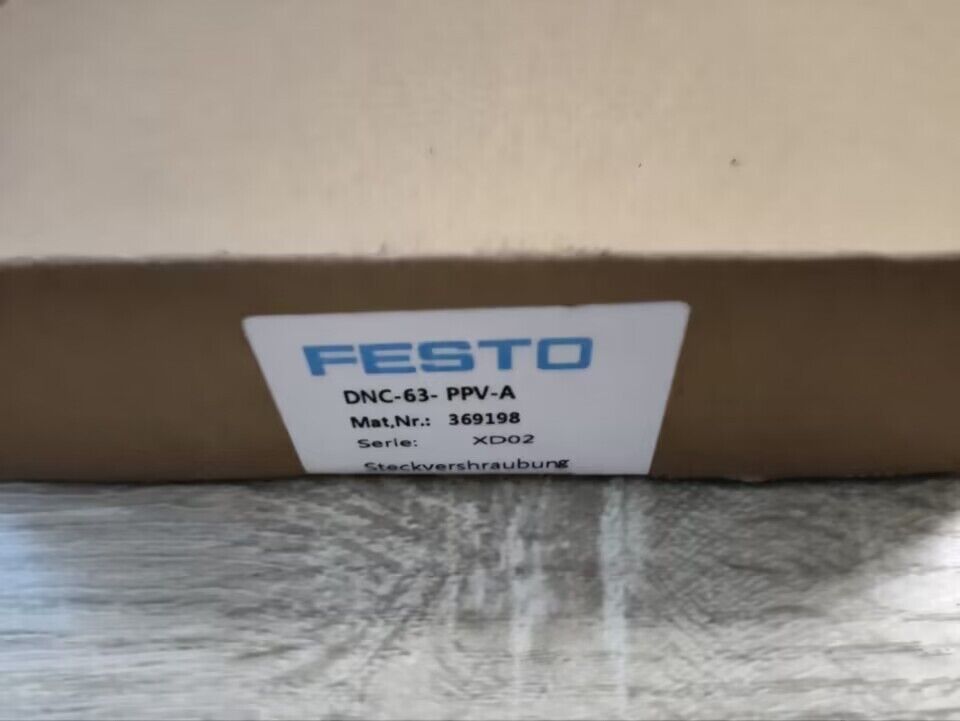 FESTO
DNC-63- PPV-A
Mat,Nr.: 369198
Serie: XD02
Steckvershraubung